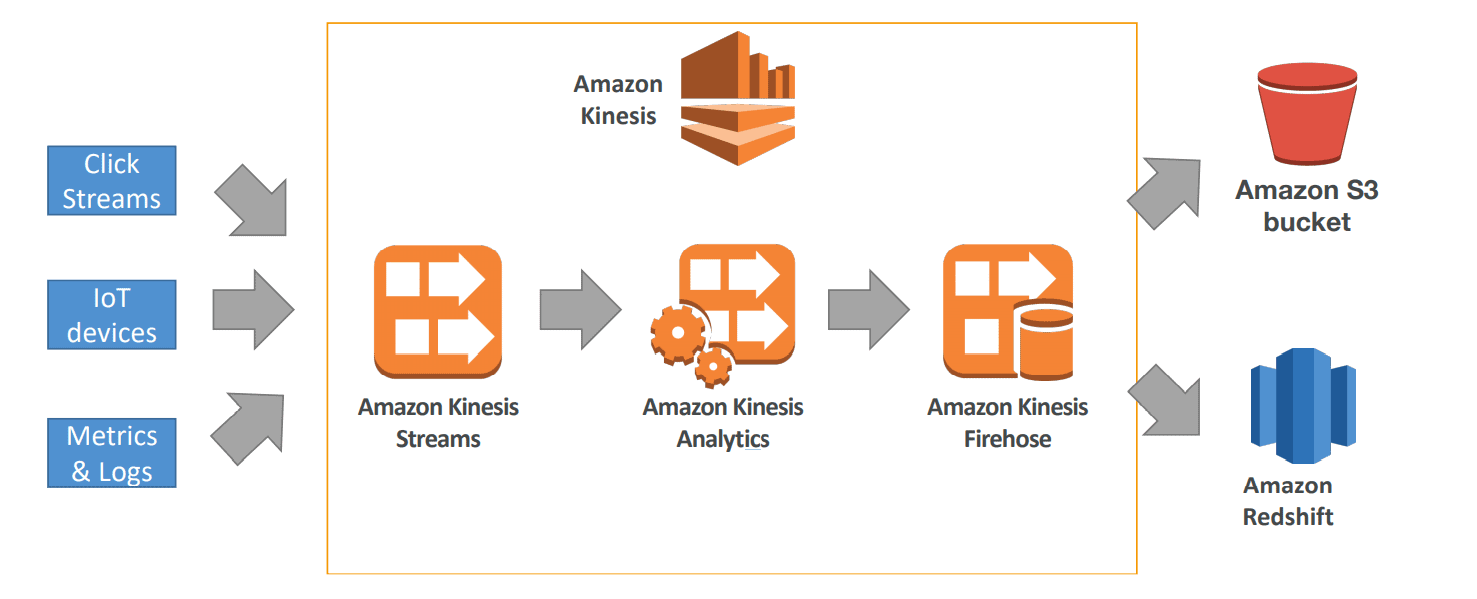 Amazon
Kinesis
Click
Streams
IoT
devices
Metrics
& Logs
Amazon Kinesis
Streams
Amazon Kinesis
Analytics
Amazon Kinesis
Firehose
Amazon S3
bucket
Amazon
Redshift